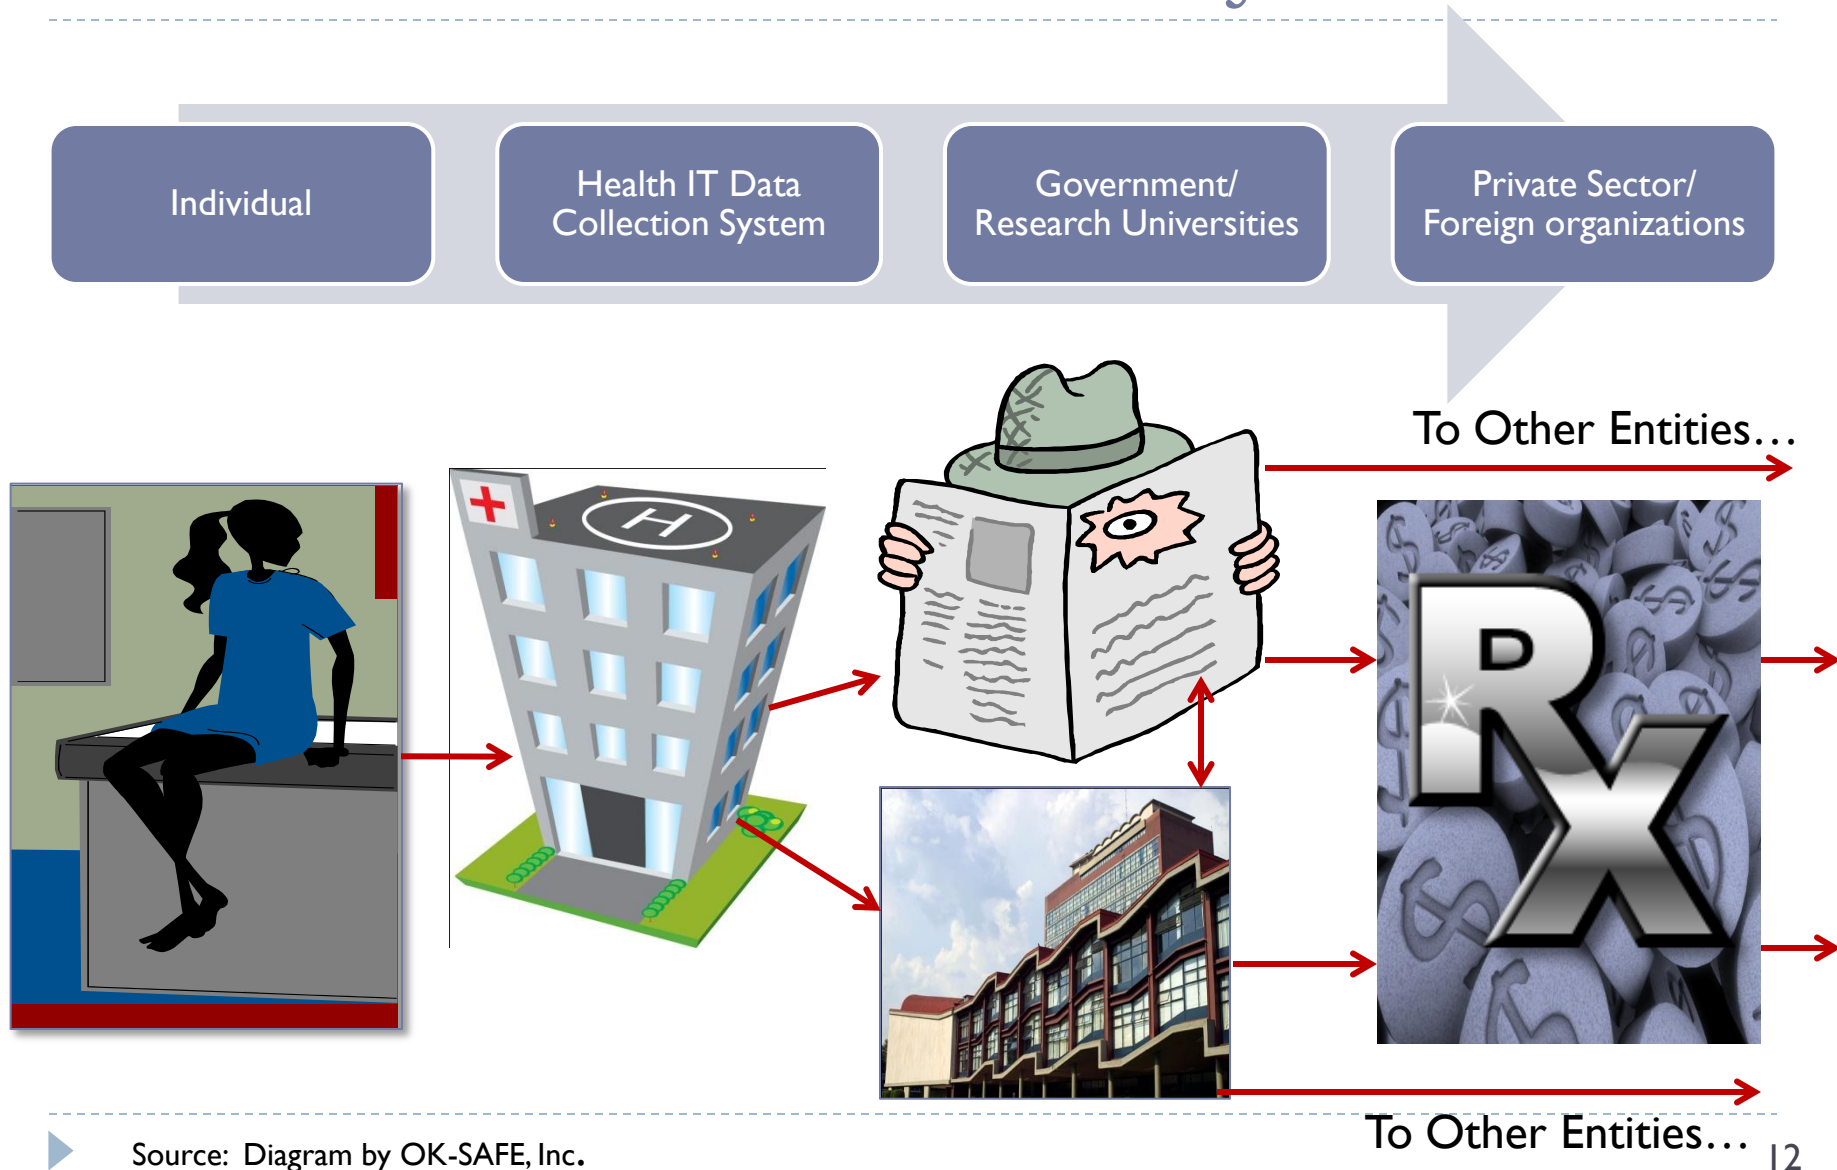 Individual
Health IT Data
Collection System
Government/
Research Universities
Private Sector/
Foreign organizations
To Other Entities...
H
RX
To Other Entities...
Source: Diagram by OK-SAFE, Inc.
12